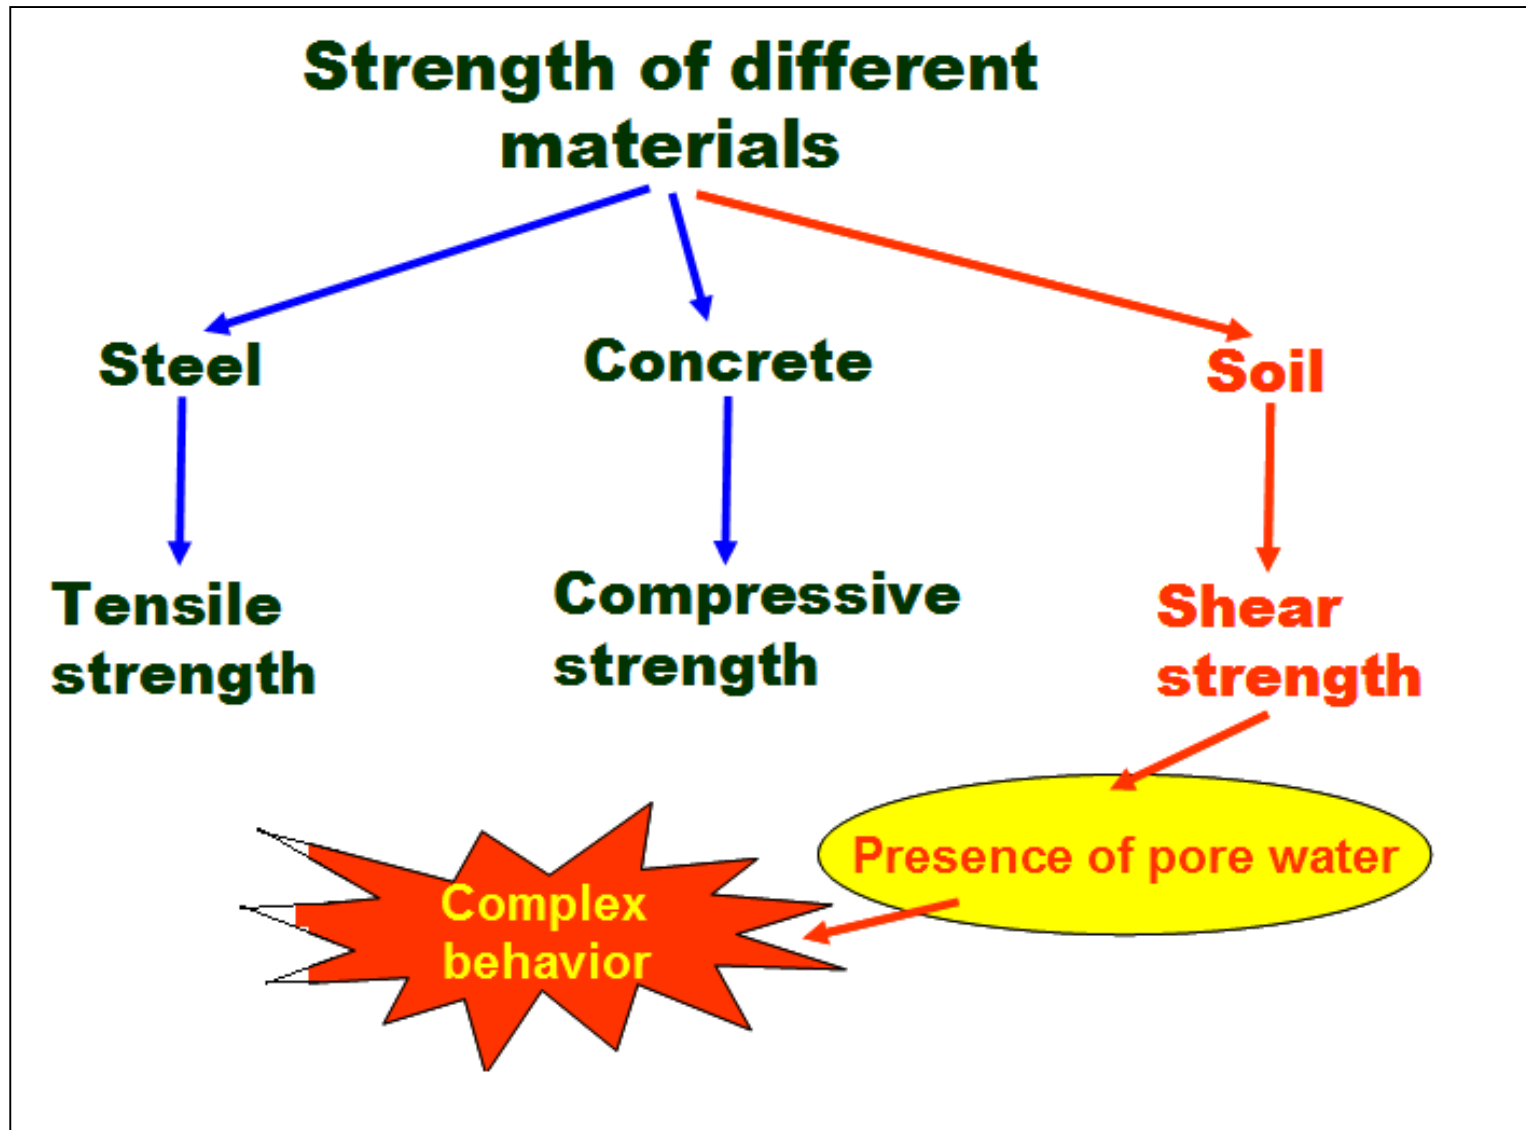 Strength of different
materials
Steel
Concrete
Soil
Tensile
strength
Compressive
strength
Shear
strength
Presence of pore water
Complex
behavior